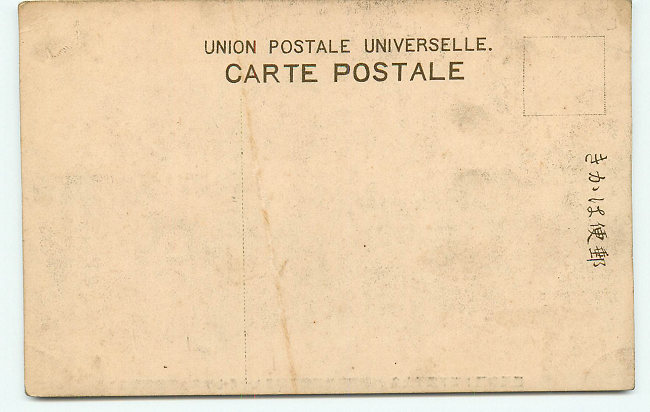 UNION POSTALE UNIVERSELLE.
CARTE POSTALE
きかは便郵